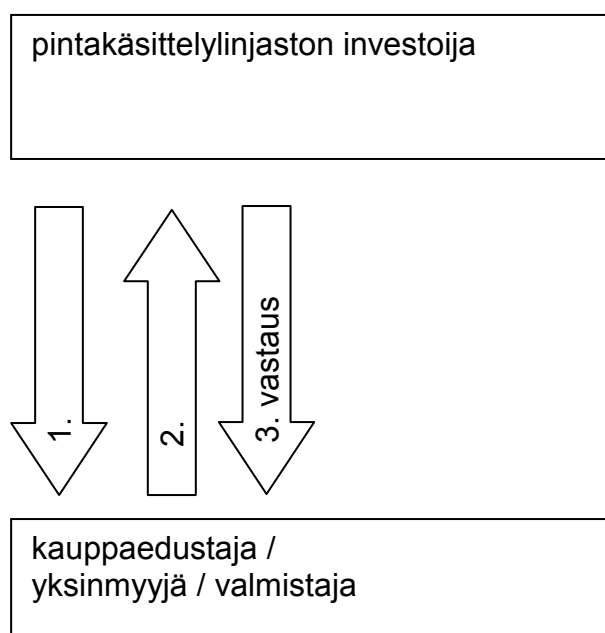 pintakäsittelylinjaston investoija
1.
2.
3. vastaus
kauppaedustaja /
yksinmyyjä / valmistaja